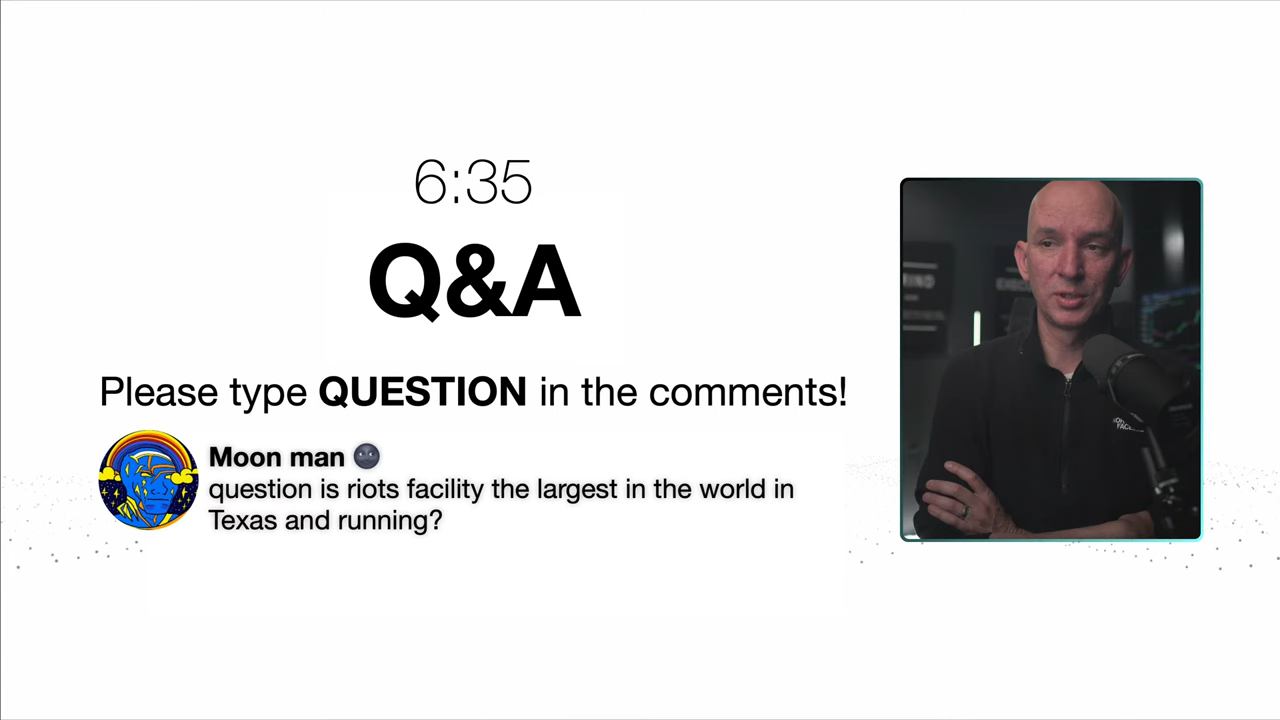 6:35
Q&A
Please type QUESTION in the comments!
Moon man 🌚
question is riots facility the largest in the world in
Texas and running?